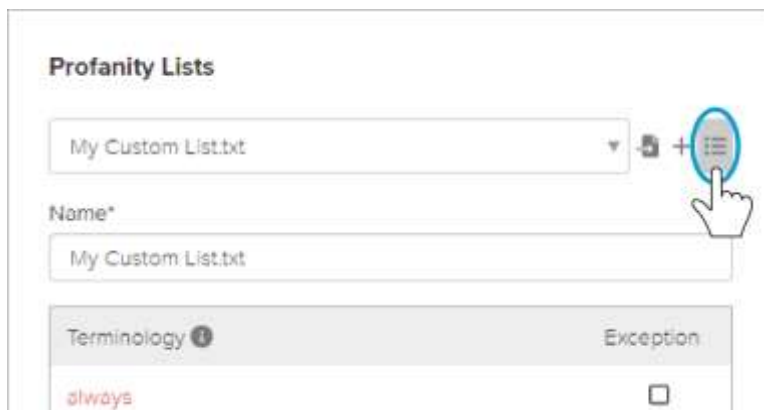 Profanity Lists
My Custom List.txt
Name*
My Custom List.txt
Terminology Exception
always